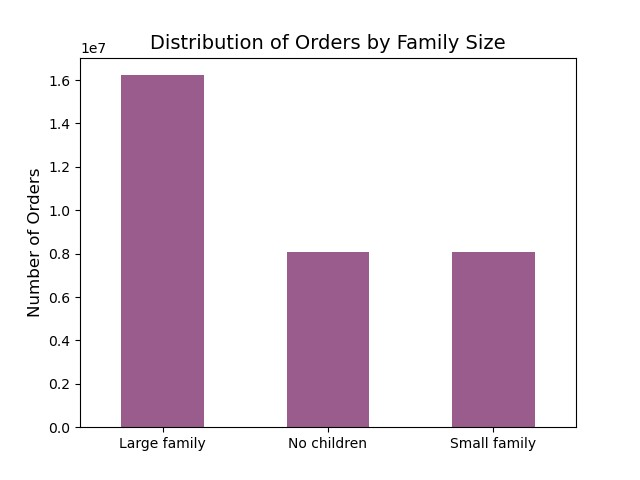 Distribution of Orders by Family Size
1e7
1.6
1.4
1.2
1.0
0.8
0.6
0.4
0.2
0.0
Number of Orders
Large family
No children
Small family